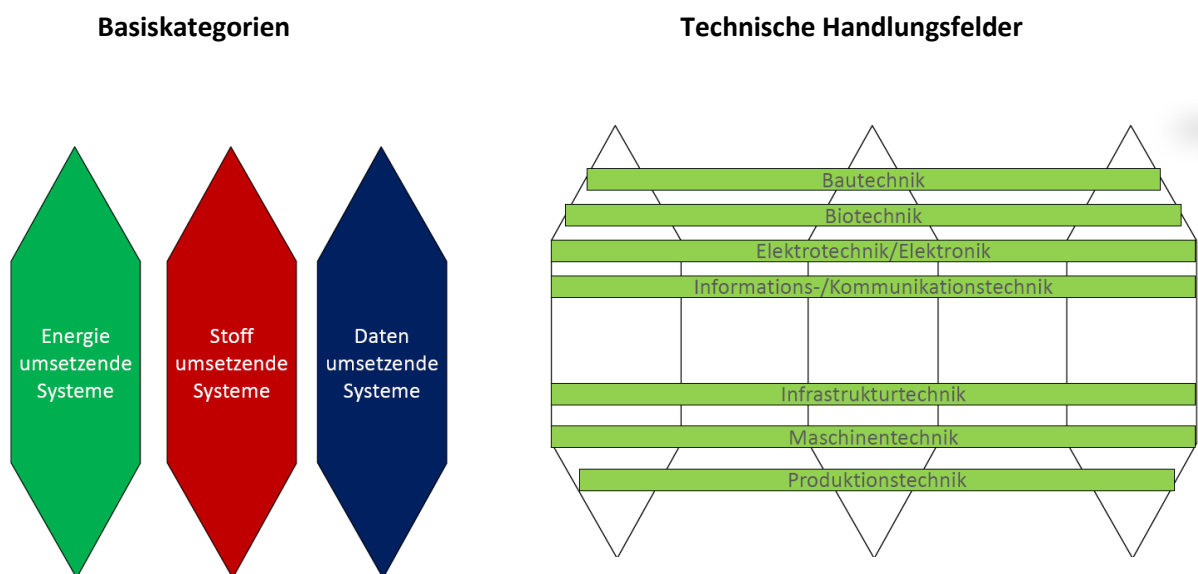 Basiskategorien
Technische Handlungsfelder
Energie
umsetzende
Systeme
Stoff
umsetzende
Systeme
Daten
umsetzende
Systeme
Bautechnik
Biotechnik
Elektrotechnik/Elektronik
Informations-/Kommunikationstechnik
Infrastrukturtechnik
Maschinentechnik
Produktionstechnik